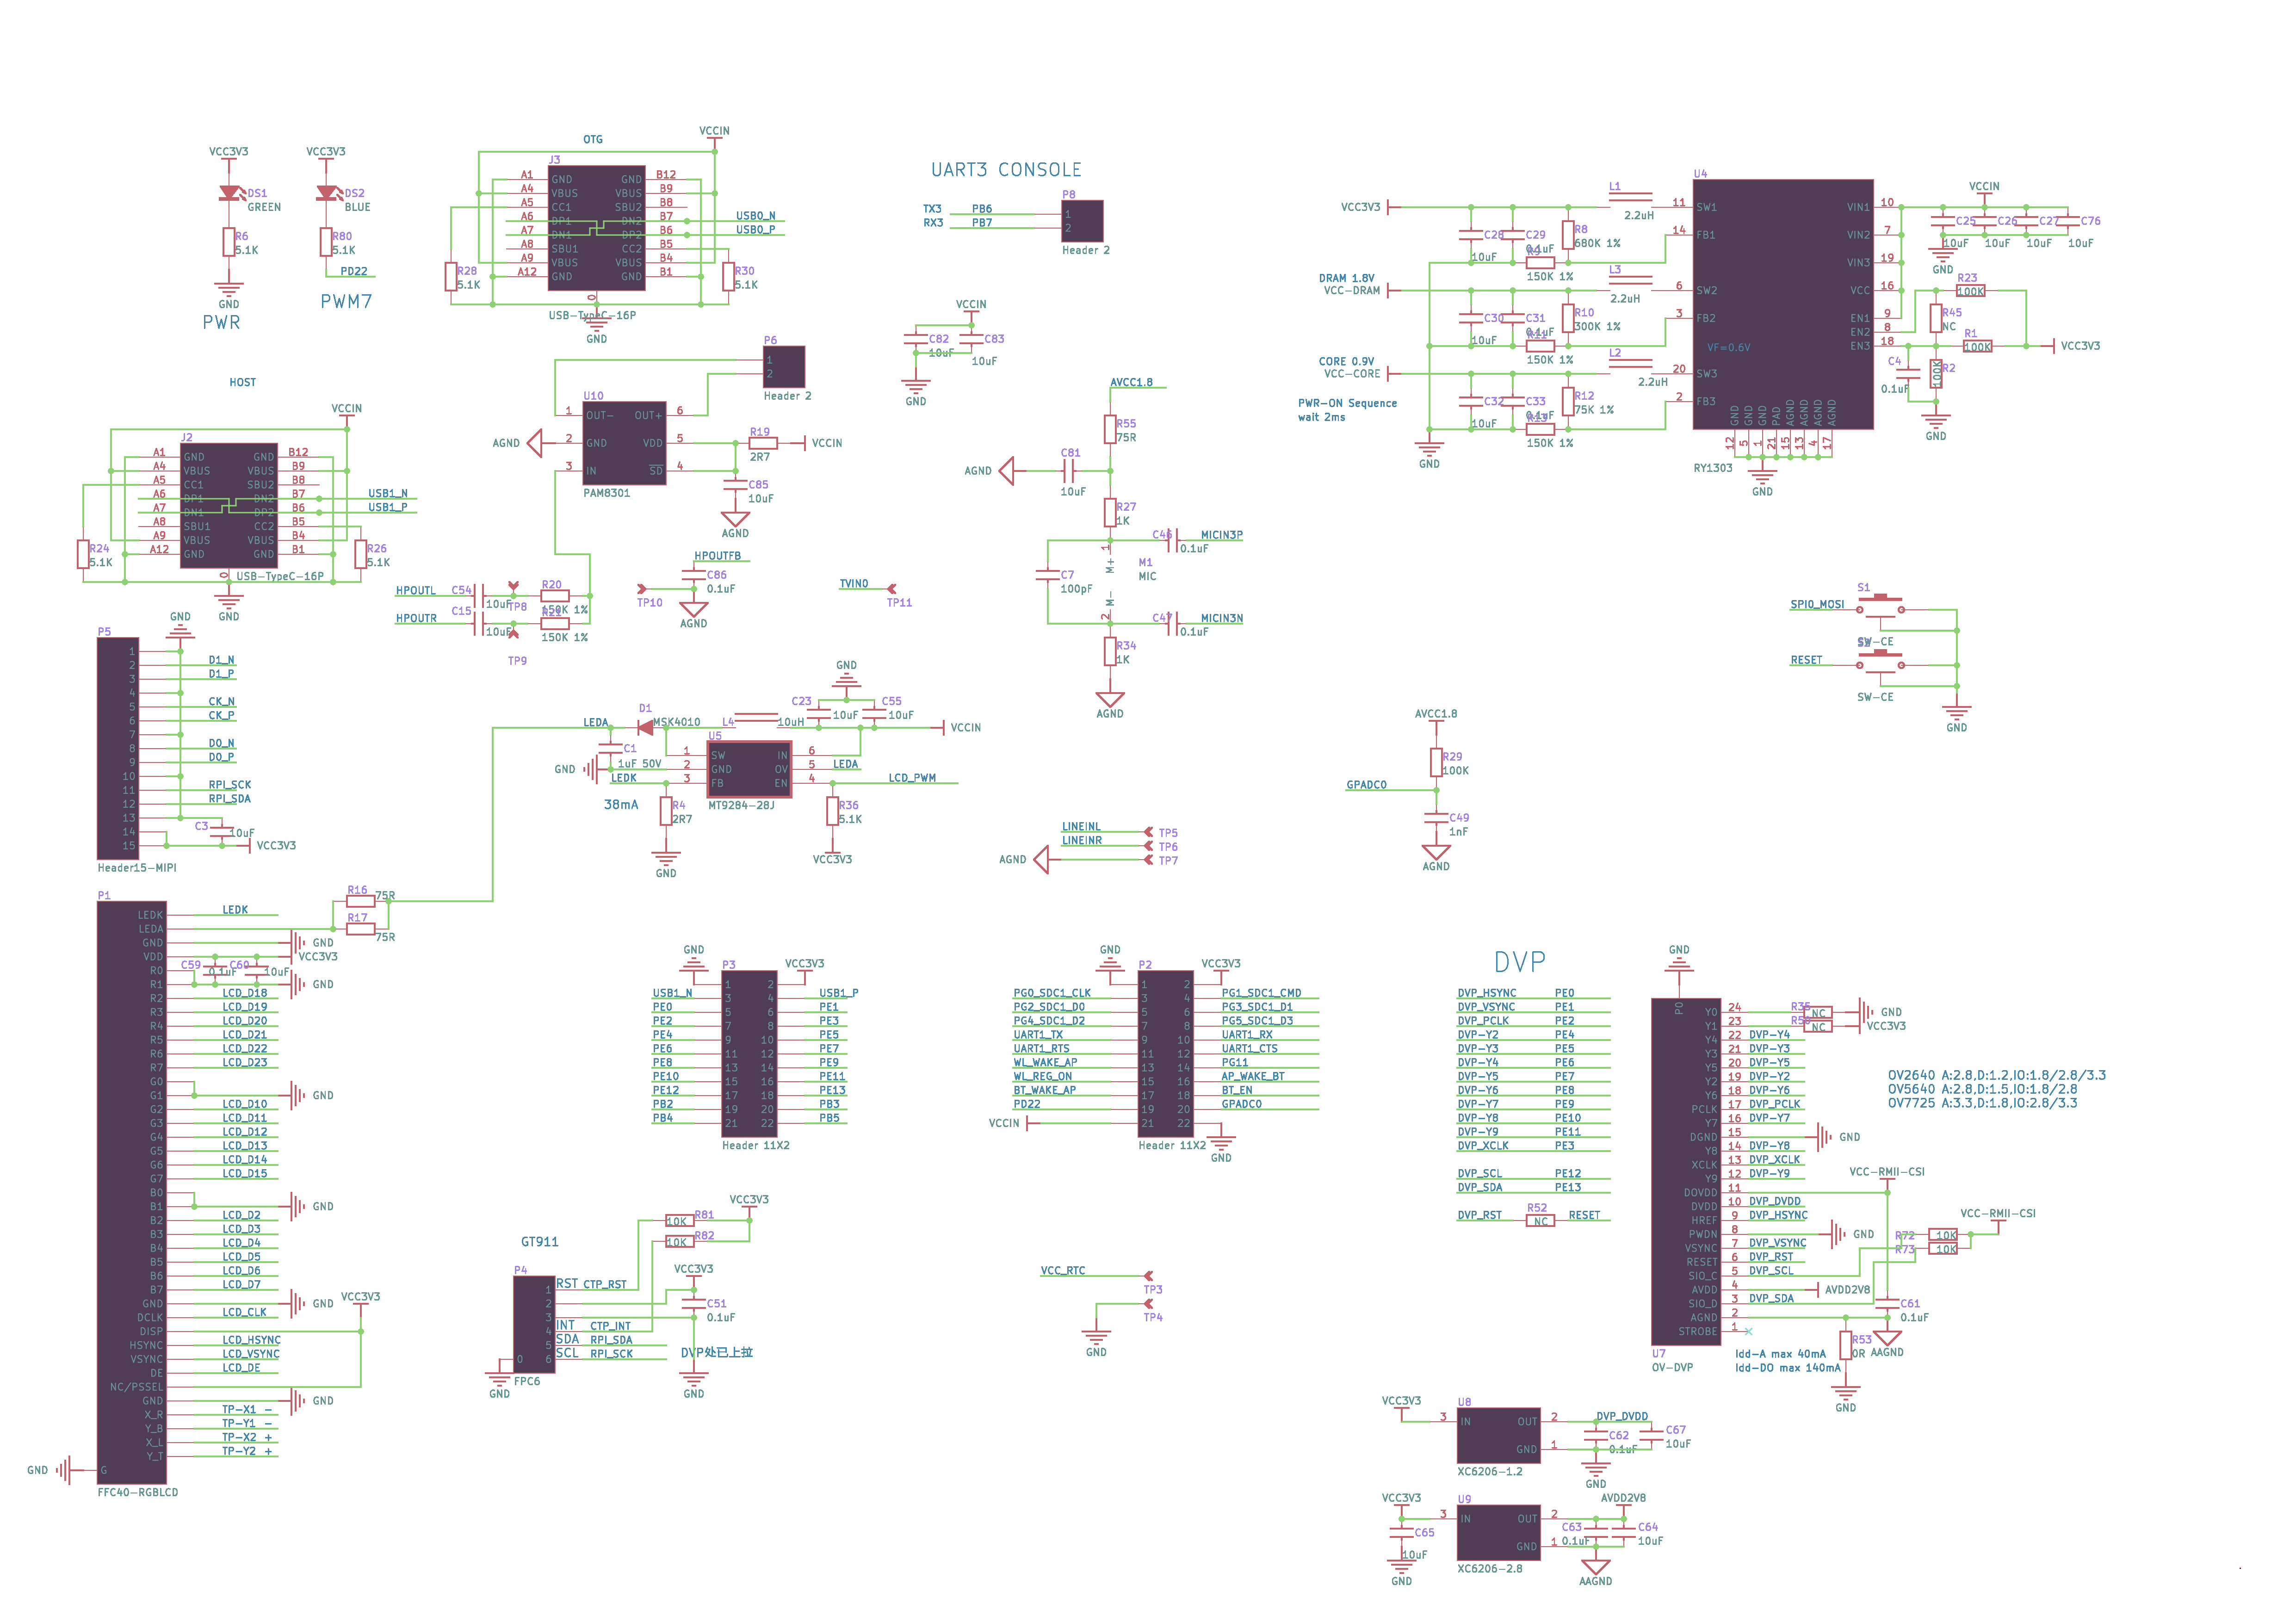 OTG
VCCIN
VCC3V3
VCC3V3
DS1
GREEN
DS2
BLUE
R6
5.1K
R80
5.1K
PD22
PWM7
GND
PWR
J3
A1 GND GND B12
A4 VBUS VBUS B9
A5 CC1 SBU2 B8
A6 DP1 DN2 B7 USB0_N
A7 DN1 DP2 B6 USB0_P
A8 SBU1 CC2 B5
A9 VBUS VBUS B4
A12 GND GND B1
0
R28
5.1K
R30
5.1K
USB-TypeC-16P
GND
UART3 CONSOLE
P8
TX3 PB6 1
RX3 PB7 2
Header 2
U4
VCC3V3
L1
2.2uH
11 SW1 VIN1 10
14 FB1 VIN2 7
VIN3 19
6 SW2 VCC 16
3 FB2 EN1 9
EN2 8
VF=0.6V EN3 18
20 SW3
2 FB3
GND GND GND PAD AGND AGND AGND AGND
12 5 1 21 15 13 4 17
RY1303
GND
C28
10uF
C29
0.1uF
R8
680K 1%
R9
150K 1%
DRAM 1.8V
VCC-DRAM
L3
2.2uH
C30
10uF
C31
0.1uF
R10
300K 1%
R11
150K 1%
CORE 0.9V
VCC-CORE
L2
2.2uH
C32
10uF
C33
0.1uF
R12
75K 1%
R13
150K 1%
PWR-ON Sequence
wait 2ms
GND
VCCIN
C25
10uF
C26
10uF
C27
10uF
C76
10uF
GND
R23
100K
R45
NC
R1
100K
VCC3V3
C4
0.1uF
R2
100K
GND
VCCIN
C82
10uF
C83
10uF
GND
HOST
VCCIN
J2
A1 GND GND B12
A4 VBUS VBUS B9
A5 CC1 SBU2 B8
A6 DP1 DN2 B7 USB1_N
A7 DN1 DP2 B6 USB1_P
A8 SBU1 CC2 B5
A9 VBUS VBUS B4
A12 GND GND B1
0
R24
5.1K
R26
5.1K
USB-TypeC-16P
GND
P6
1
2
Header 2
U10
1 OUT- OUT+ 6
2 GND VDD 5
3 IN SD 4
PAM8301
AGND
R19
2R7
VCCIN
C85
10uF
AGND
HPOUTL
HPOUTR
C54
10uF
C15
10uF
TP8
TP9
R20
150K 1%
R21
150K 1%
HPOUTFB
TP10
C86
0.1uF
AGND
TVIN0
TP11
AVCC1.8
R55
75R
AGND
C81
10uF
R27
1K
C46
0.1uF
MICIN3P
C7
100pF
1 M+
M- 2
M1
MIC
C47
0.1uF
MICIN3N
R34
1K
AGND
S1
SPI0_MOSI
SW-CE
RESET
SW-CE
GND
GND
P5
1
2 D1_N
3 D1_P
4
5 CK_N
6 CK_P
7
8 D0_N
9 D0_P
10
11 RPI_SCK
12 RPI_SDA
13
14
15
C3
10uF
VCC3V3
Header15-MIPI
GND
LEDA
D1
MSK4010
L4
10uH
C23
10uF
C55
10uF
VCCIN
C1
1uF 50V
GND
U5
1 SW IN 6
2 GND OV 5 LEDA
LEDK 3 FB EN 4 LCD_PWM
MT9284-28J
38mA
R4
2R7
GND
R36
5.1K
VCC3V3
AVCC1.8
R29
100K
GPADC0
C49
1nF
AGND
LINEINL TP5
LINEINR TP6
AGND TP7
P1
LEDK LEDK
LEDA
GND GND
VDD VCC3V3
R0
R1 GND
R2 LCD_D18
R3 LCD_D19
R4 LCD_D20
R5 LCD_D21
R6 LCD_D22
R7 LCD_D23
G0
G1 GND
G2 LCD_D10
G3 LCD_D11
G4 LCD_D12
G5 LCD_D13
G6 LCD_D14
G7 LCD_D15
B0
B1 GND
B2 LCD_D2
B3 LCD_D3
B4 LCD_D4
B5 LCD_D5
B6 LCD_D6
B7 LCD_D7
GND GND
DCLK LCD_CLK
DISP
HSYNC LCD_HSYNC
VSYNC LCD_VSYNC
DE LCD_DE
NC/PSSEL
GND GND
X_R TP-X1 -
Y_B TP-Y1 -
X_L TP-X2 +
Y_T TP-Y2 +
GND G
FFC40-RGBLCD
R16
75R
R17
75R
C59
0.1uF
C60
10uF
VCC3V3
GND
P3
VCC3V3
1 2
USB1_N 3 4 USB1_P
PE0 5 6 PE1
PE2 7 8 PE3
PE4 9 10 PE5
PE6 11 12 PE7
PE8 13 14 PE9
PE10 15 16 PE11
PE12 17 18 PE13
PB2 19 20 PB3
PB4 21 22 PB5
Header 11X2
GND
P2
VCC3V3
1 2
PG0_SDC1_CLK 3 4 PG1_SDC1_CMD
PG2_SDC1_D0 5 6 PG3_SDC1_D1
PG4_SDC1_D2 7 8 PG5_SDC1_D3
UART1_TX 9 10 UART1_RX
UART1_RTS 11 12 UART1_CTS
WL_WAKE_AP 13 14 PG11
WL_REG_ON 15 16 AP_WAKE_BT
BT_WAKE_AP 17 18 BT_EN
PD22 19 20 GPADC0
VCCIN 21 22
Header 11X2
GND
DVP
DVP_HSYNC PE0
DVP_VSYNC PE1
DVP_PCLK PE2
DVP-Y2 PE4
DVP-Y3 PE5
DVP-Y4 PE6
DVP-Y5 PE7
DVP-Y6 PE8
DVP-Y7 PE9
DVP-Y8 PE10
DVP-Y9 PE11
DVP_XCLK PE3
DVP_SCL PE12
DVP_SDA PE13
DVP_RST
R52
NC
RESET
GND
P0
Y0 24
Y1 23
Y4 22 DVP-Y4
Y3 21 DVP-Y3
Y5 20 DVP-Y5
Y2 19 DVP-Y2
Y6 18 DVP-Y6
PCLK 17 DVP_PCLK
Y7 16 DVP-Y7
DGND 15 GND
Y8 14 DVP-Y8
XCLK 13 DVP_XCLK
Y9 12 DVP-Y9
DOVDD 11
DVDD 10 DVP_DVDD
HREF 9 DVP_HSYNC
PWDN 8 GND
VSYNC 7 DVP_VSYNC
RESET 6 DVP_RST
SIO_C 5 DVP_SCL
AVDD 4 AVDD2V8
SIO_D 3 DVP_SDA
AGND 2
STROBE 1
U7
OV-DVP
R35
NC
GND
NC
VCC3V3
OV2640 A:2.8,D:1.2,IO:1.8/2.8/3.3
OV5640 A:2.8,D:1.5,IO:1.8/2.8
OV7725 A:3.3,D:1.8,IO:2.8/3.3
VCC-RMII-CSI
VCC-RMII-CSI
R72
10K
R73
10K
C61
0.1uF
AAGND
R53
0R
GND
Idd-A max 40mA
Idd-DO max 140mA
GT911
P4
RST 1 CTP_RST
2
3
INT 4 CTP_INT
SDA 5 RPI_SDA
SCL 6 RPI_SCK
0
GND
FPC6
R81
10K
R82
10K
VCC3V3
VCC3V3
C51
0.1uF
DVP处已上拉
GND
VCC_RTC
TP3
TP4
GND
VCC3V3
U8
3 IN OUT 2
GND 1
XC6206-1.2
DVP_DVDD
C62
0.1uF
C67
10uF
GND
VCC3V3
U9
3 IN OUT 2
GND 1
XC6206-2.8
C65
10uF
GND
AVDD2V8
C63
0.1uF
C64
10uF
AAGND